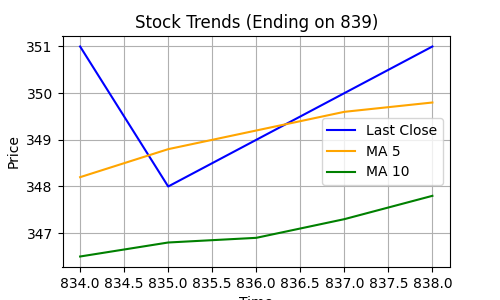 Stock Trends (Ending on 839)
351
350
349
348
347
Price
Last Close
MA 5
MA 10
834.0 834.5 835.0 835.5 836.0 836.5 837.0 837.5 838.0
Time